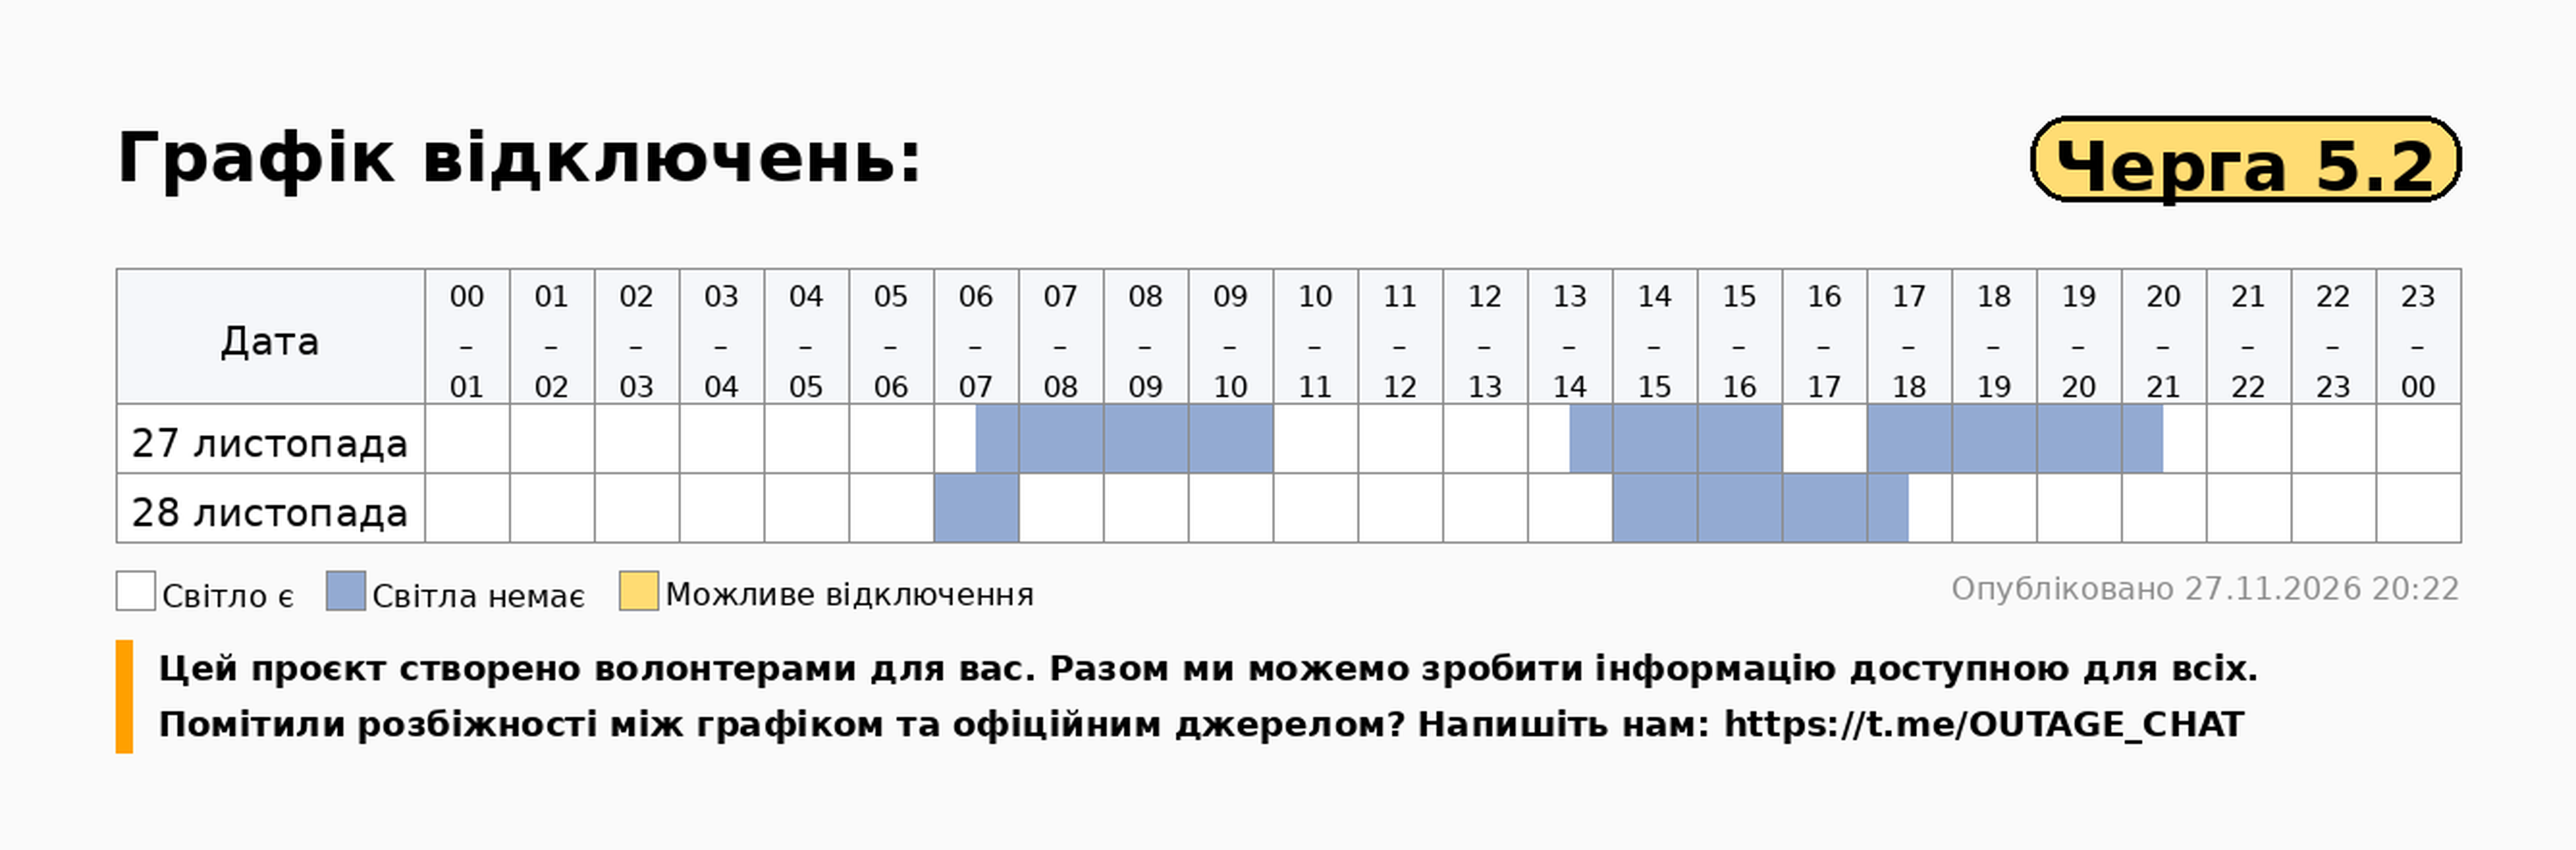 Графік відключень:
Черга 5.2
Дата
00 – 01
01 – 02
02 – 03
03 – 04
04 – 05
05 – 06
06 – 07
07 – 08
08 – 09
09 – 10
10 – 11
11 – 12
12 – 13
13 – 14
14 – 15
15 – 16
16 – 17
17 – 18
18 – 19
19 – 20
20 – 21
21 – 22
22 – 23
23 – 00
27 листопада
28 листопада
Світло є
Світла немає
Можливе відключення
Опубліковано 27.11.2026 20:22
Цей проєкт створено волонтерами для вас. Разом ми можемо зробити інформацію доступною для всіх.
Помітили розбіжності між графіком та офіційним джерелом? Напишіть нам: https://t.me/OUTAGE_CHAT